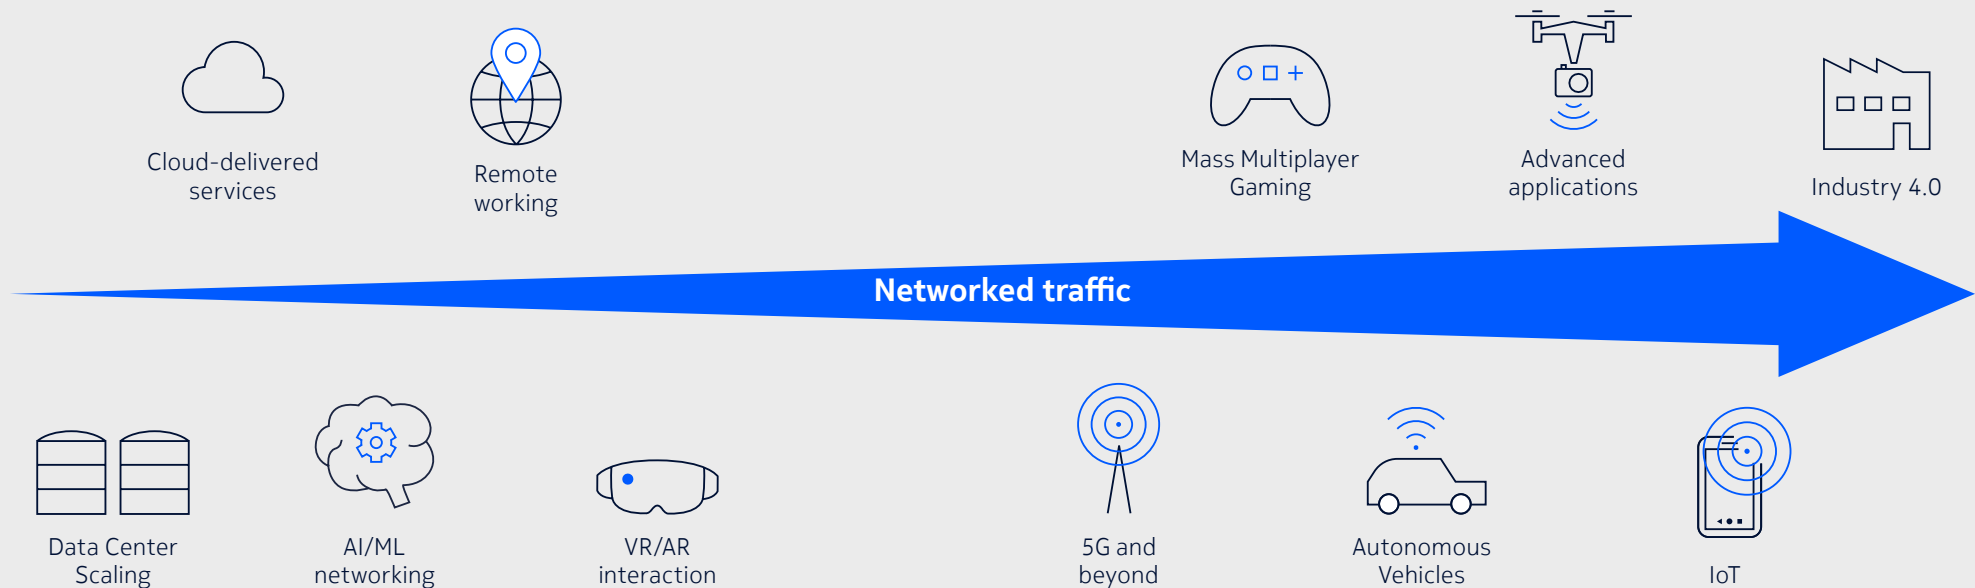 Cloud-delivered
services
Remote
working
Mass Multiplayer
Gaming
Advanced
applications
Industry 4.0
Networked traffic
Data Center
Scaling
AI/ML
networking
VR/AR
interaction
5G and
beyond
Autonomous
Vehicles
IoT